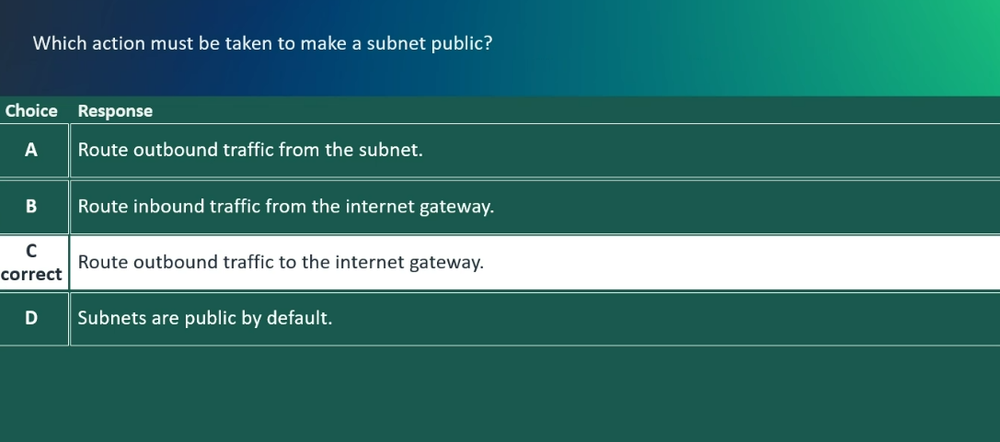 Which action must be taken to make a subnet public?
Choice Response
A Route outbound traffic from the subnet.
B Route inbound traffic from the internet gateway.
C
correct Route outbound traffic to the internet gateway.
D Subnets are public by default.